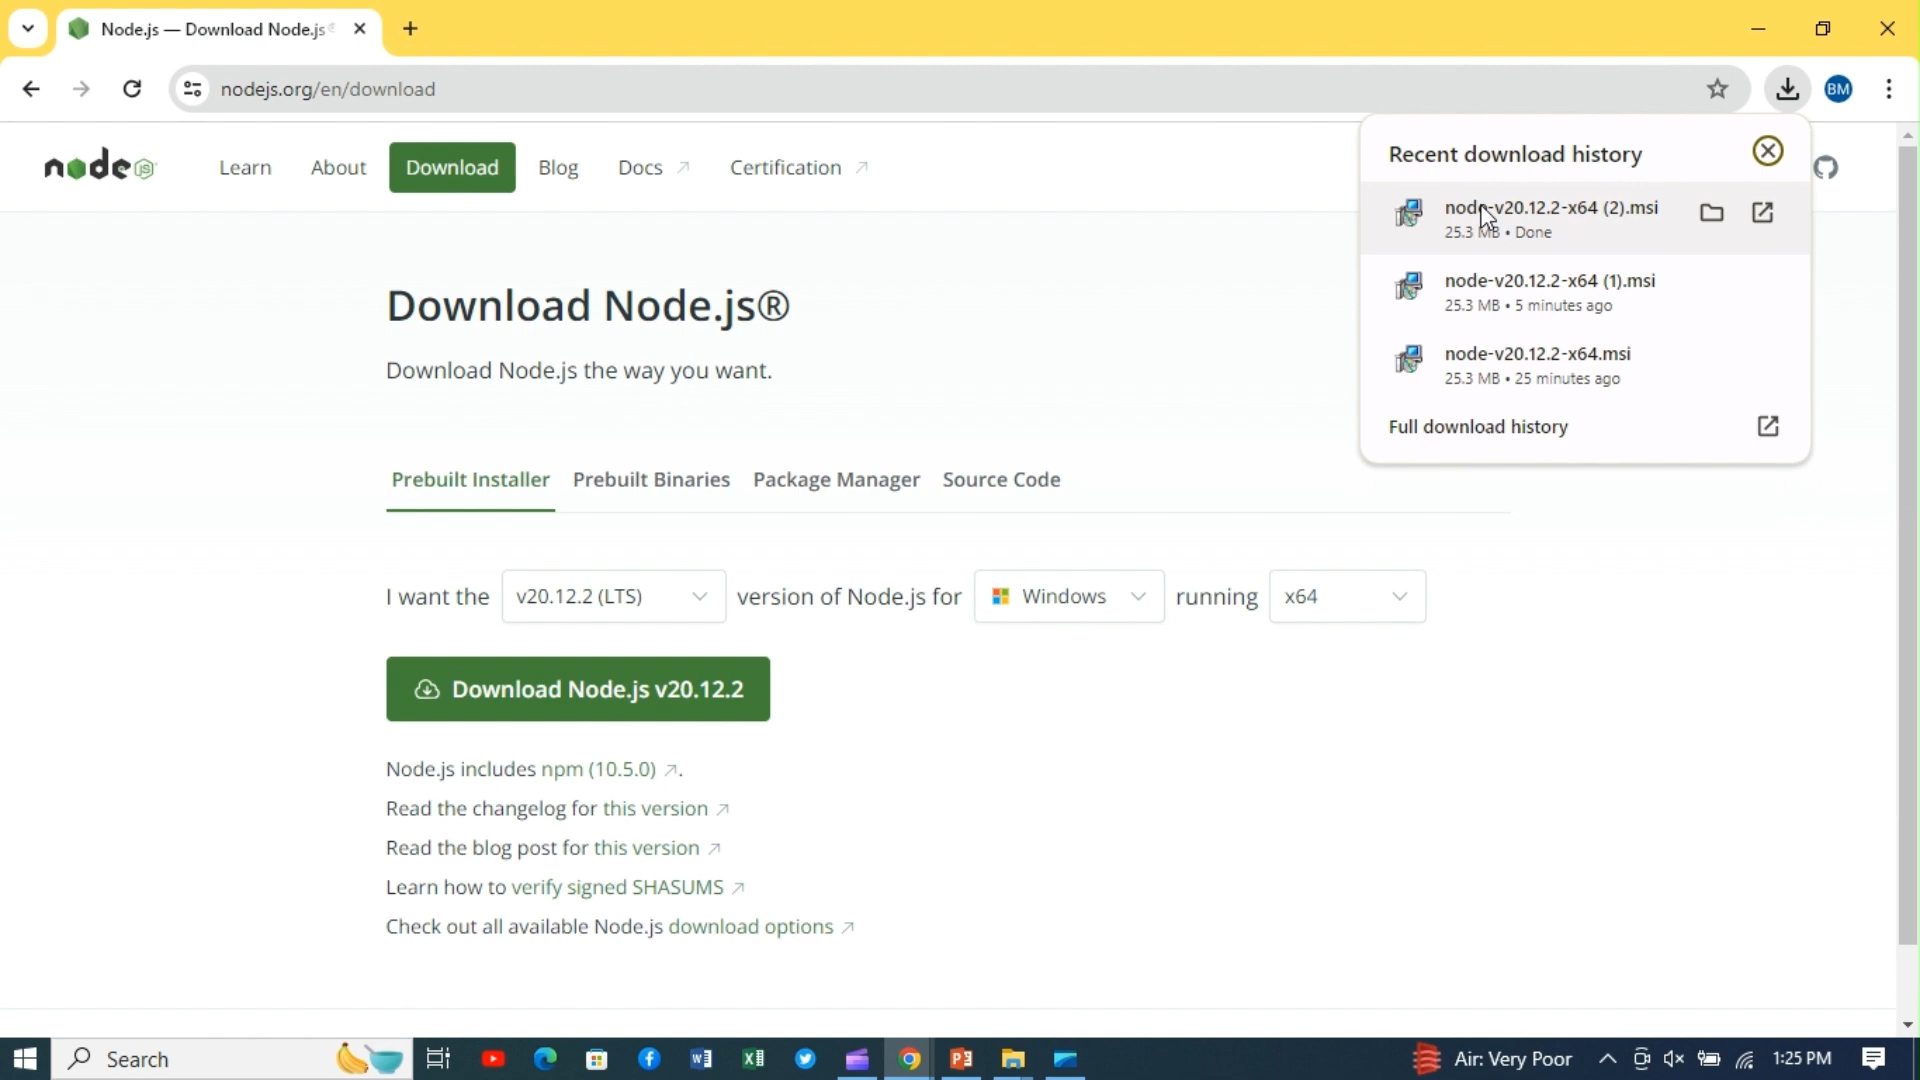 Node.js — Download Node.js
nodejs.org/en/download
BM
node JS
Learn
About
Download
Blog
Docs
Certification
Recent download history
node-v20.12.2-x64 (2).msi
25.3 MB • Done
node-v20.12.2-x64 (1).msi
25.3 MB • 5 minutes ago
node-v20.12.2-x64.msi
25.3 MB • 25 minutes ago
Full download history
Download Node.js®
Download Node.js the way you want.
Prebuilt Installer
Prebuilt Binaries
Package Manager
Source Code
I want the v20.12.2 (LTS) version of Node.js for Windows running x64
Download Node.js v20.12.2
Node.js includes npm (10.5.0) .
Read the changelog for this version
Read the blog post for this version
Learn how to verify signed SHASUMS
Check out all available Node.js download options
Search
Air: Very Poor
1:25 PM